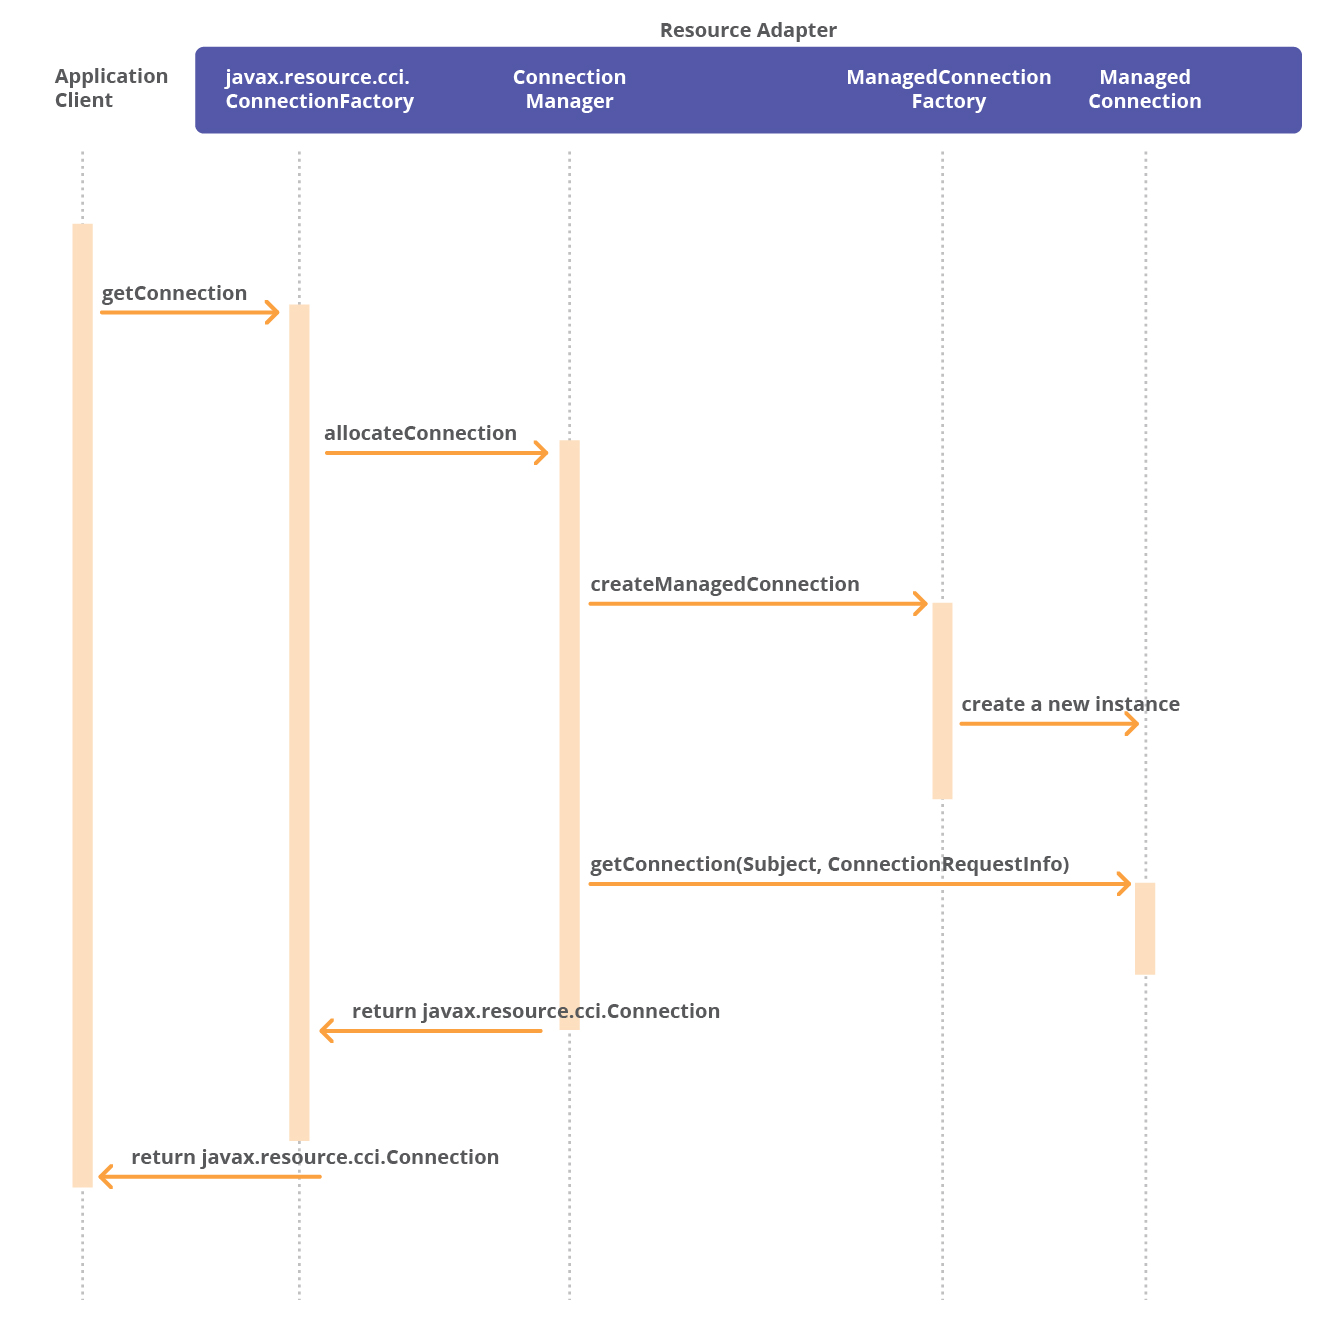 Resource Adapter
Application
Client
javax.resource.cci.
ConnectionFactory
Connection
Manager
ManagedConnection
Factory
Managed
Connection
getConnection
allocateConnection
createManagedConnection
create a new instance
getConnection(Subject, ConnectionRequestInfo)
return javax.resource.cci.Connection
return javax.resource.cci.Connection